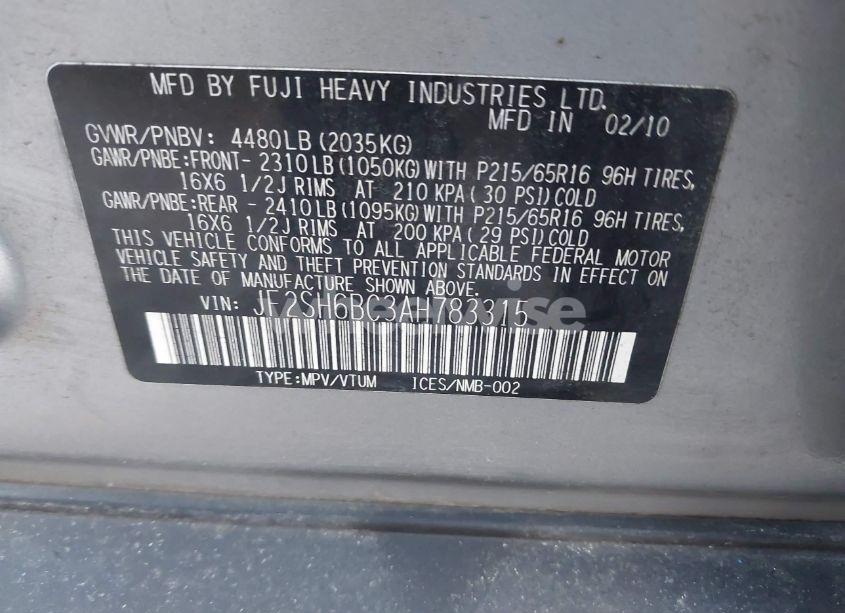 MFD BY FUJI HEAVY INDUSTRIES LTD.
MFD IN 02/10
GVWR/PNBV: 4480LB(2035KG)
GAWR/PNBE:FRONT- 2310LB(1050KG)WITH P215/65R16 96H TIRES,
16X6 1/2J RIMS AT 210 KPA( 30 PSI)COLD
GAWR/PNBE:REAR - 2410LB(1095KG)WITH P215/65R16 96H TIRES,
16X6 1/2J RIMS AT 200 KPA( 29 PSI)COLD
THIS VEHICLE CONFORMS TO ALL APPLICABLE FEDERAL MOTOR
VEHICLE SAFETY AND THEFT PREVENTION STANDARDS IN EFFECT ON
THE DATE OF MANUFACTURE SHOWN ABOVE.
VIN: JF2SH6BC3AH783315
TYPE:MPV/VTUM ICES/NMB-002